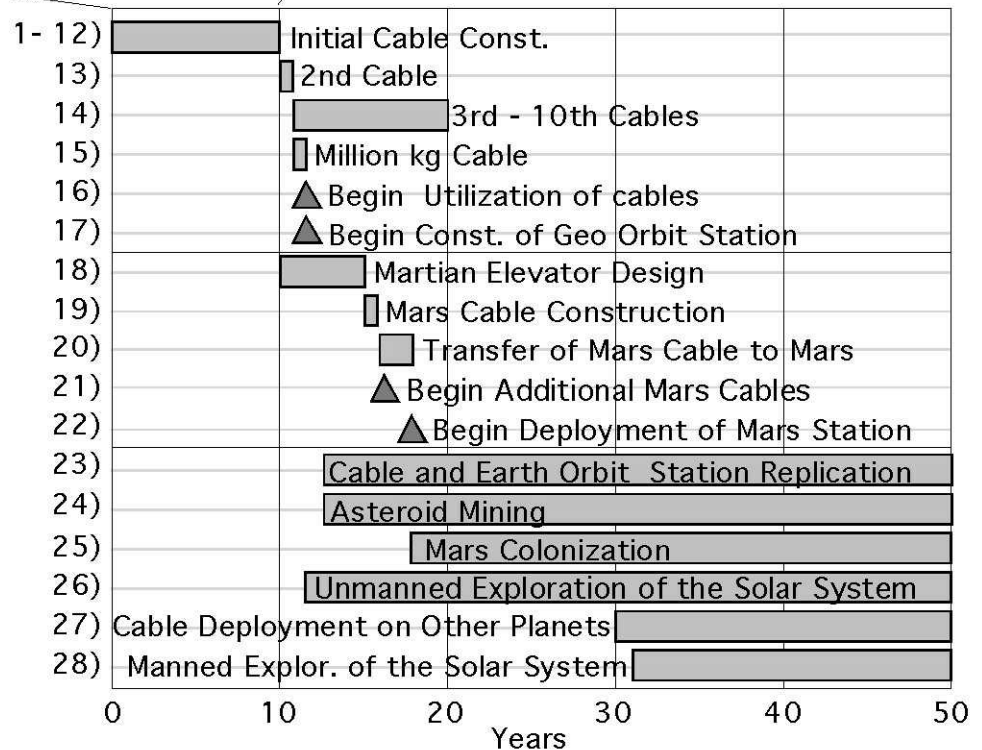 1- 12) Initial Cable Const.
13) 2nd Cable
14) 3rd - 10th Cables
15) Million kg Cable
16) Begin Utilization of cables
17) Begin Const. of Geo Orbit Station
18) Martian Elevator Design
19) Mars Cable Construction
20) Transfer of Mars Cable to Mars
21) Begin Additional Mars Cables
22) Begin Deployment of Mars Station
23) Cable and Earth Orbit Station Replication
24) Asteroid Mining
25) Mars Colonization
26) Unmanned Exploration of the Solar System
27) Cable Deployment on Other Planets
28) Manned Explor. of the Solar System
0 10 20 30 40 50
Years